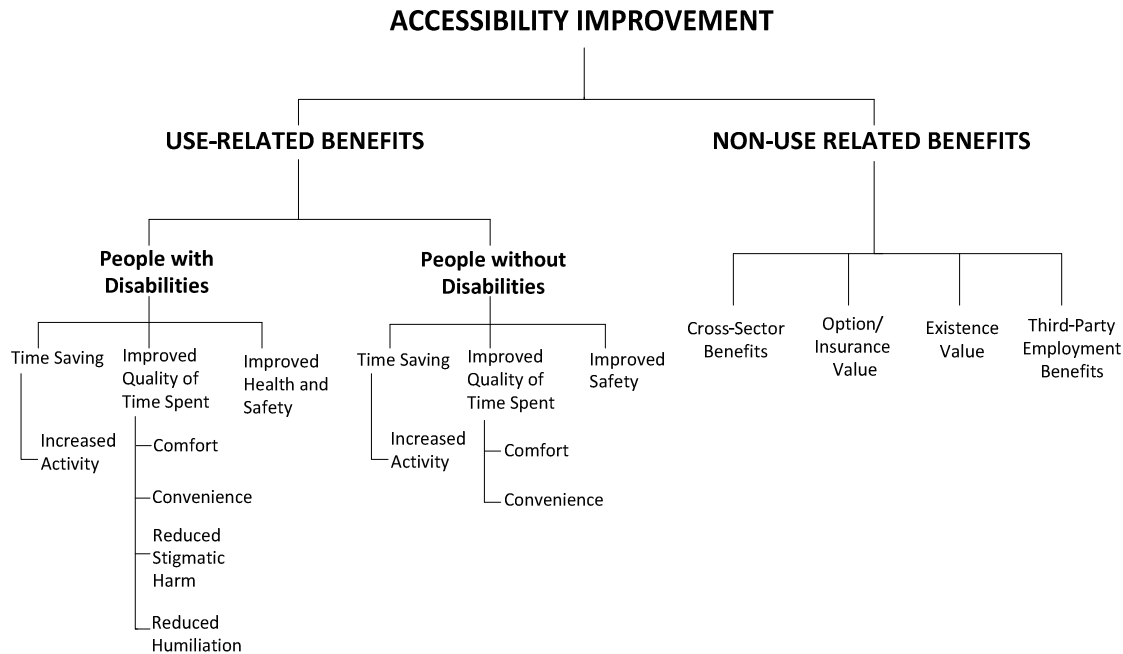 ACCESSIBILITY IMPROVEMENT
USE-RELATED BENEFITS
NON-USE RELATED BENEFITS
People with
Disabilities
People without
Disabilities
Time Saving
Improved
Quality of
Time Spent
Improved
Health and
Safety
Increased
Activity
Comfort
Convenience
Reduced
Stigmatic
Harm
Reduced
Humiliation
Time Saving
Improved
Quality of
Time Spent
Improved
Safety
Increased
Activity
Comfort
Convenience
Cross-Sector
Benefits
Option/
Insurance
Value
Existence
Value
Third-Party
Employment
Benefits